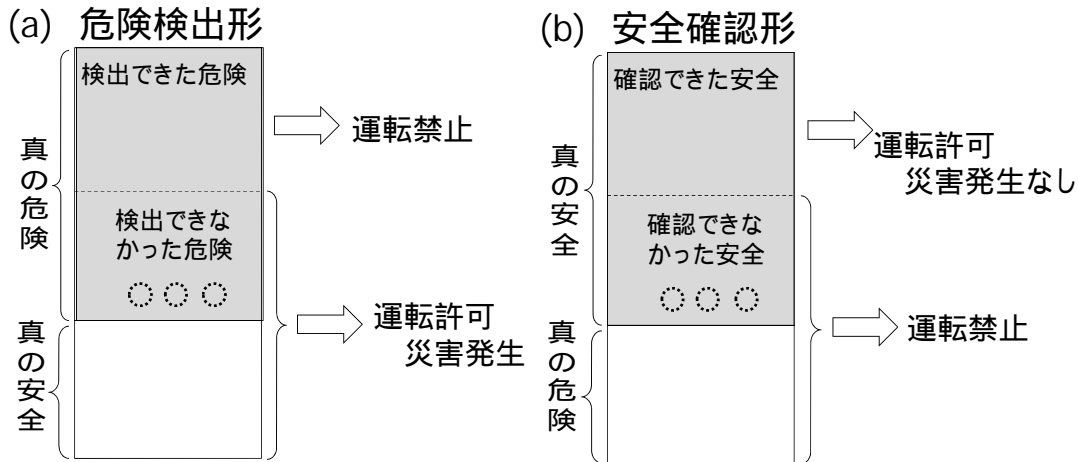 (a) 危険検出形
検出できた危険
運転禁止
真の危険
検出できな
かった危険
運転許可
災害発生
真の安全
(b) 安全確認形
確認できた安全
運転許可
災害発生なし
真の安全
確認できな
かった安全
運転禁止
真の危険